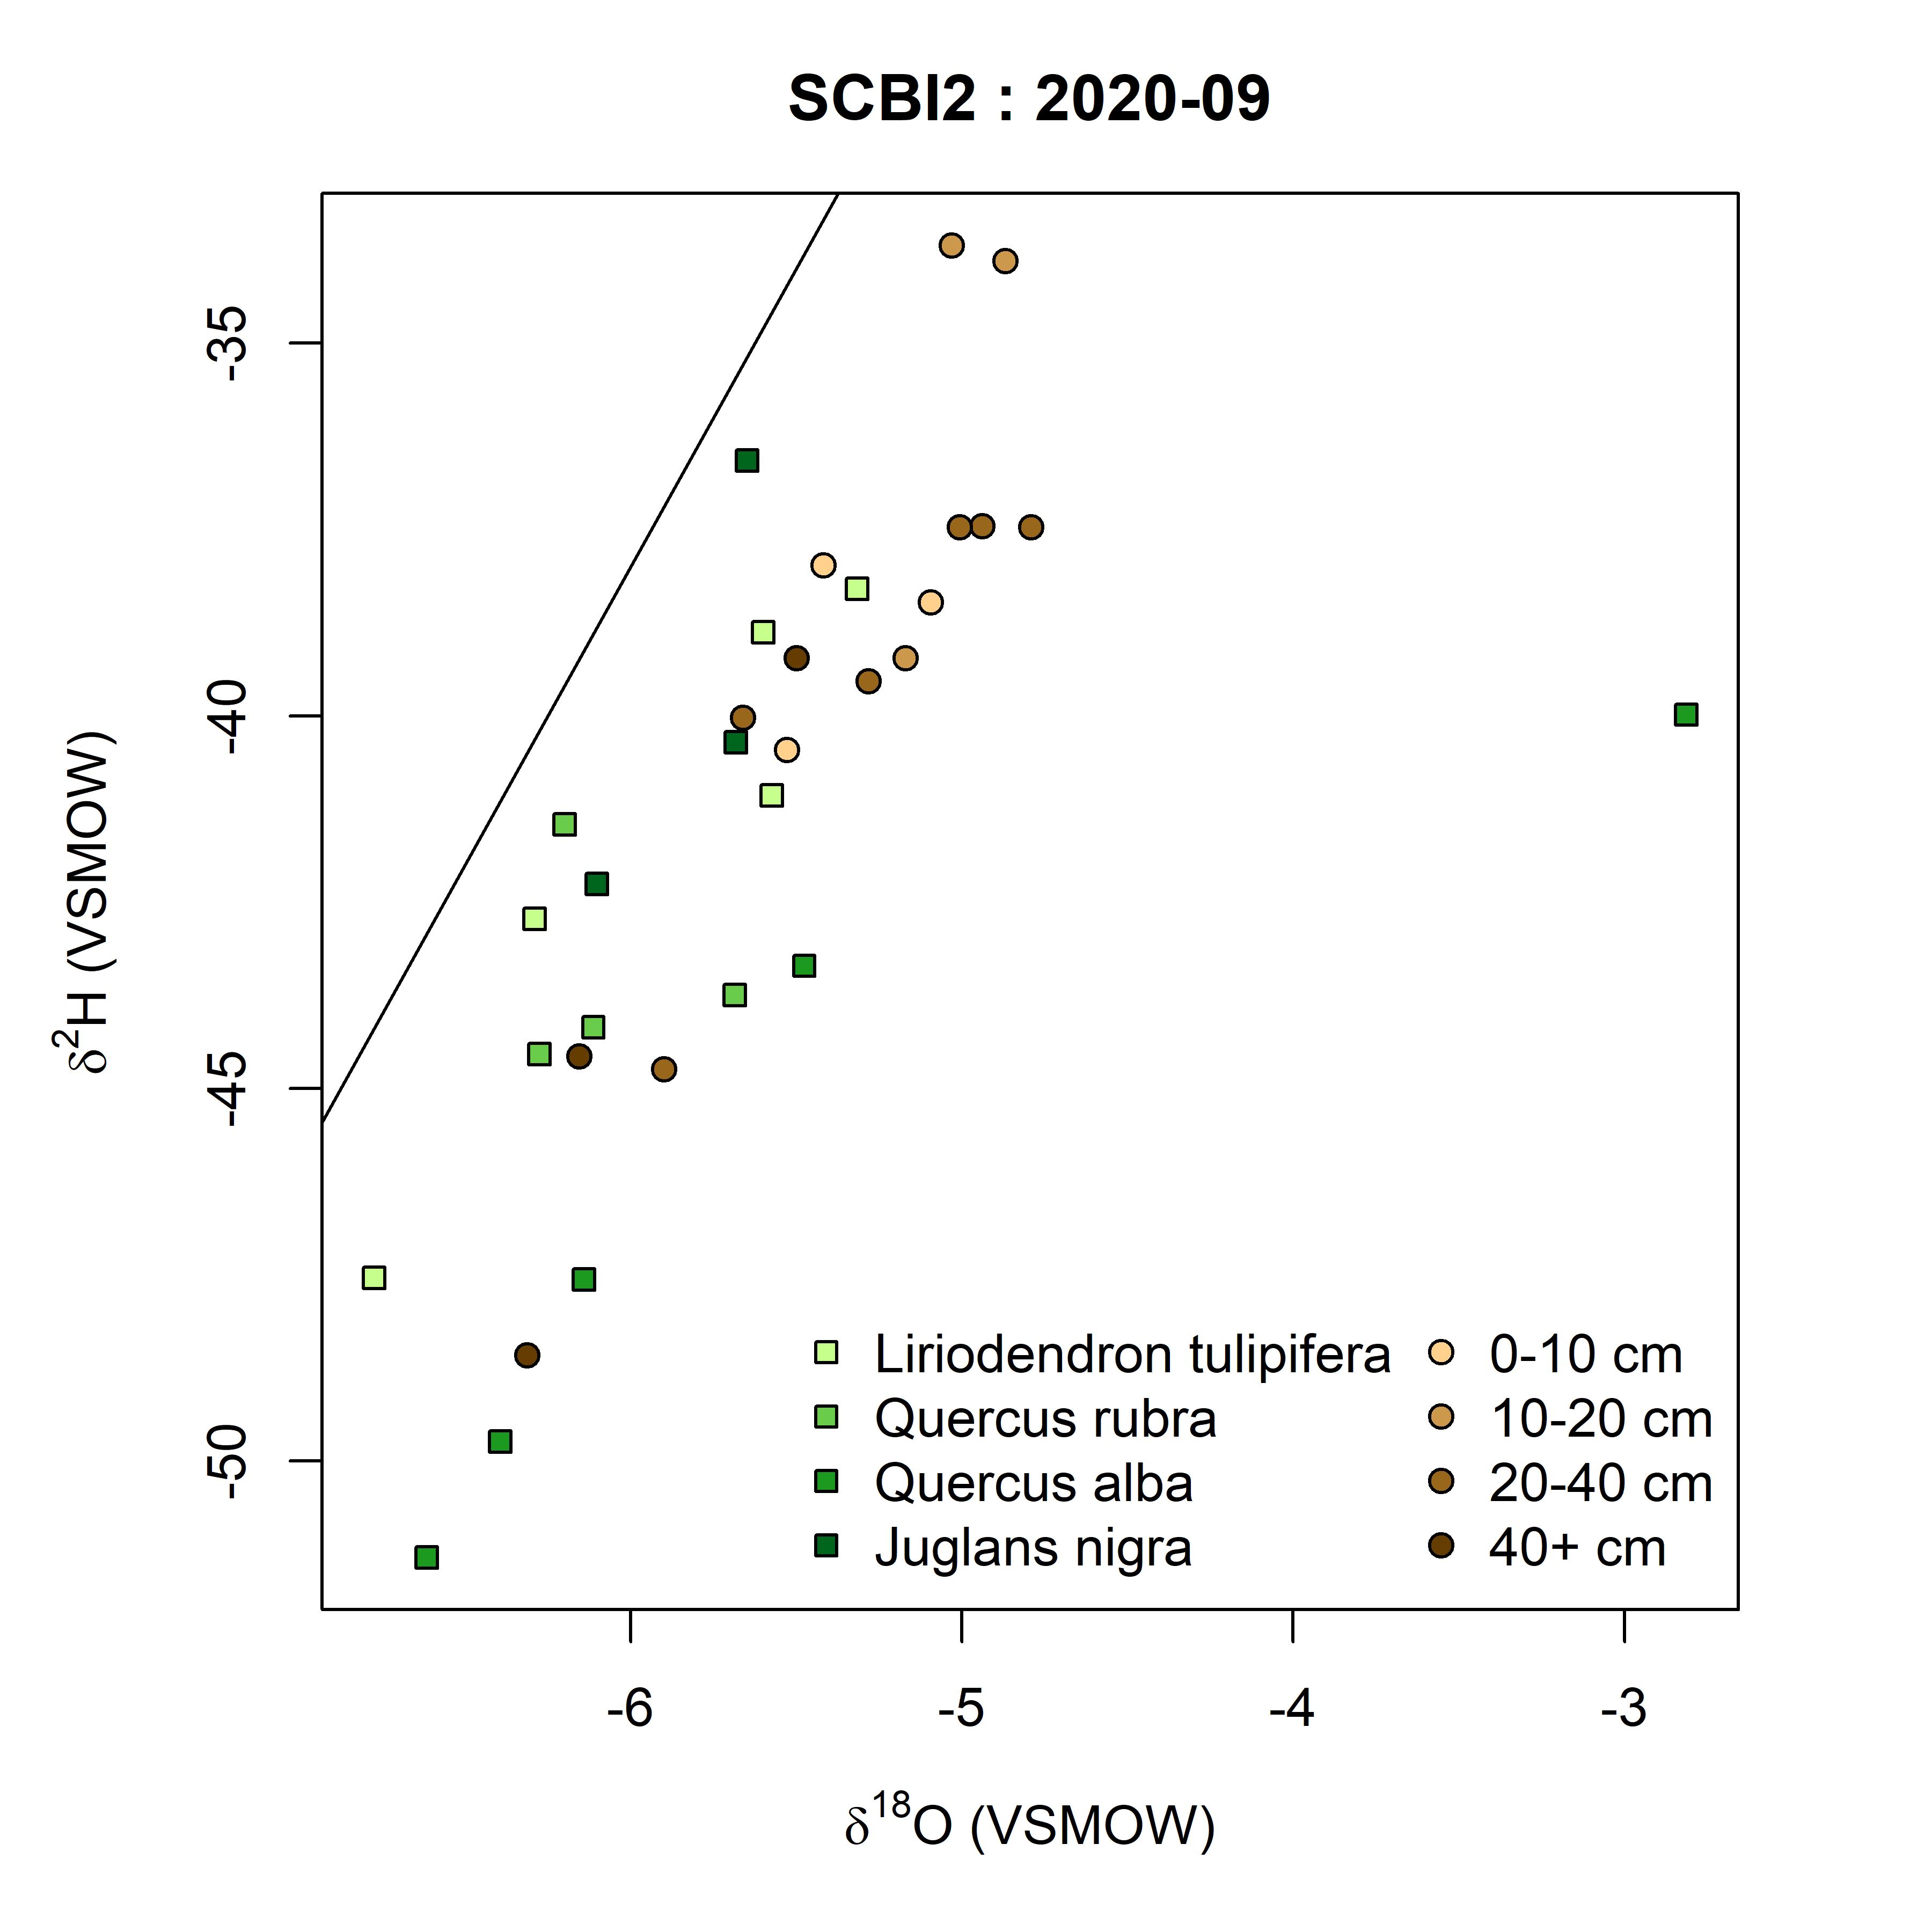 SCBI2 : 2020-09
δ²H (VSMOW)
-35
-40
-45
-50
Liriodendron tulipifera
Quercus rubra
Quercus alba
Juglans nigra
0-10 cm
10-20 cm
20-40 cm
40+ cm
-6 -5 -4 -3
δ¹⁸O (VSMOW)